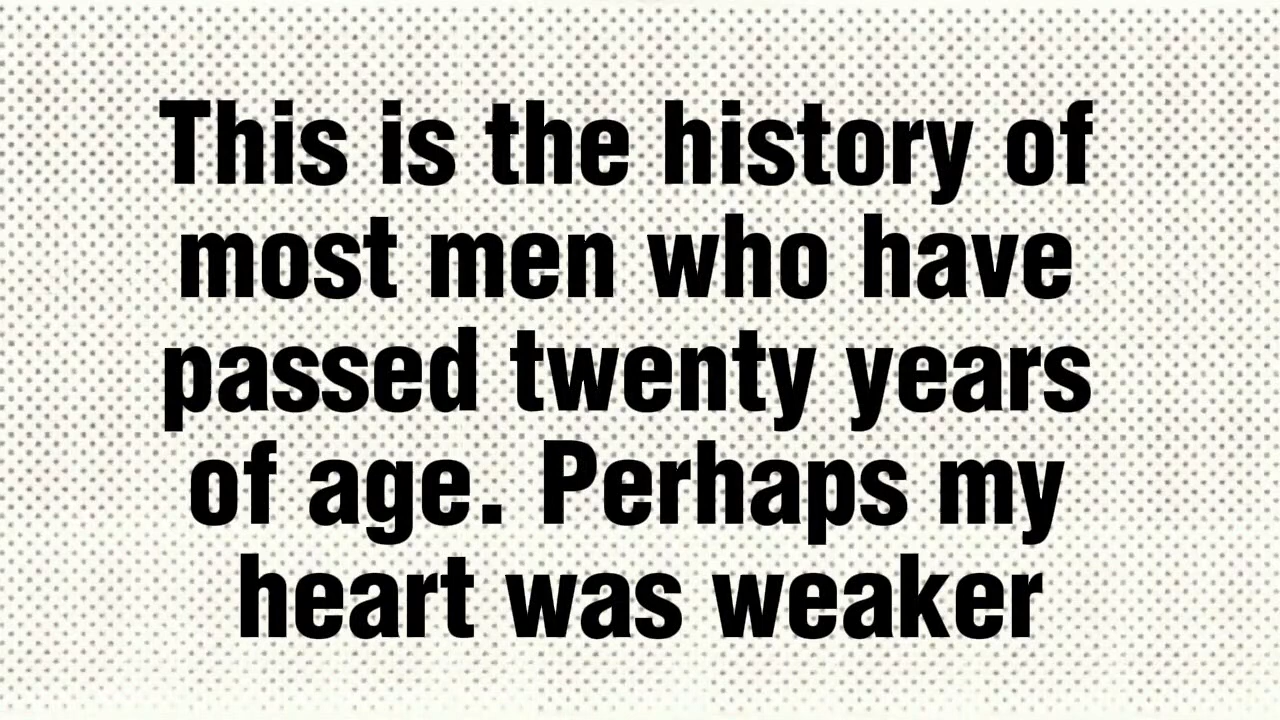 This is the history of
most men who have
passed twenty years
of age. Perhaps my
heart was weaker